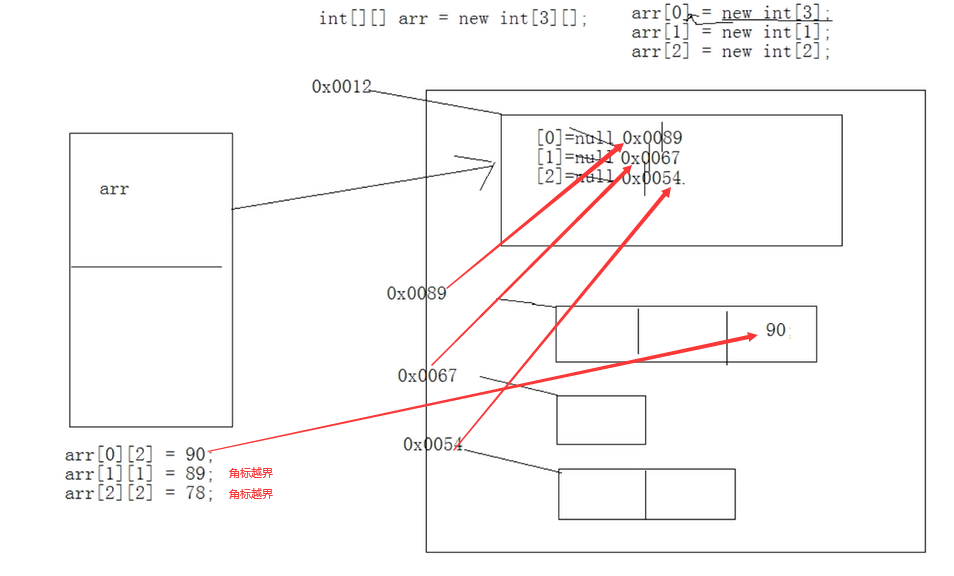 int[][] arr = new int[3][];
arr[0] = new int[3];
arr[1] = new int[1];
arr[2] = new int[2];
0x0012
[0]=null 0x0089
[1]=null 0x0067
[2]=null 0x0054
arr
0x0089
90;
0x0067
0x0054
arr[0][2] = 90;
arr[1][1] = 89; 角标越界
arr[2][2] = 78; 角标越界